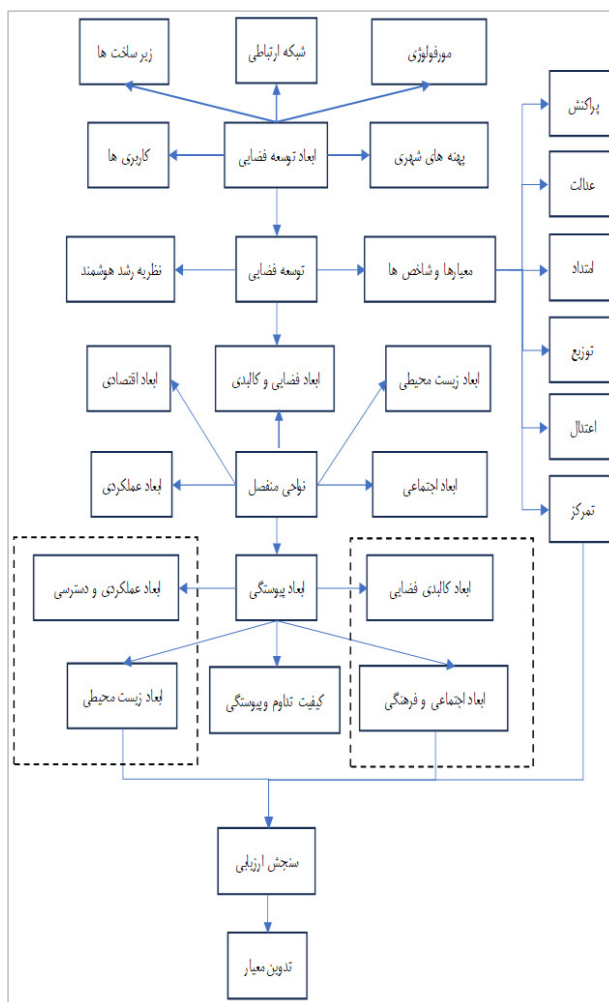 مورفولوژی
شبکه ارتباطی
زیر ساخت ها
پراکنش
پهنه های شهری
ابعاد توسعه فضایی
کاربری ها
عدالت
معیارها و شاخص ها
توسعه فضایی
نظریه رشد هوشمند
امتداد
توزیع
ابعاد زیست محیطی
ابعاد فضایی و کالبدی
ابعاد اقتصادی
اعتدال
ابعاد اجتماعی
نواحی منفصل
ابعاد عملکردی
تمرکز
ابعاد کالبدی فضایی
ابعاد پیوستگی
ابعاد عملکردی و دسترسی
ابعاد اجتماعی و فرهنگی
کیفیت تداوم وپیوستگی
ابعاد زیست محیطی
سنجش ارزیابی
تدوین معیار